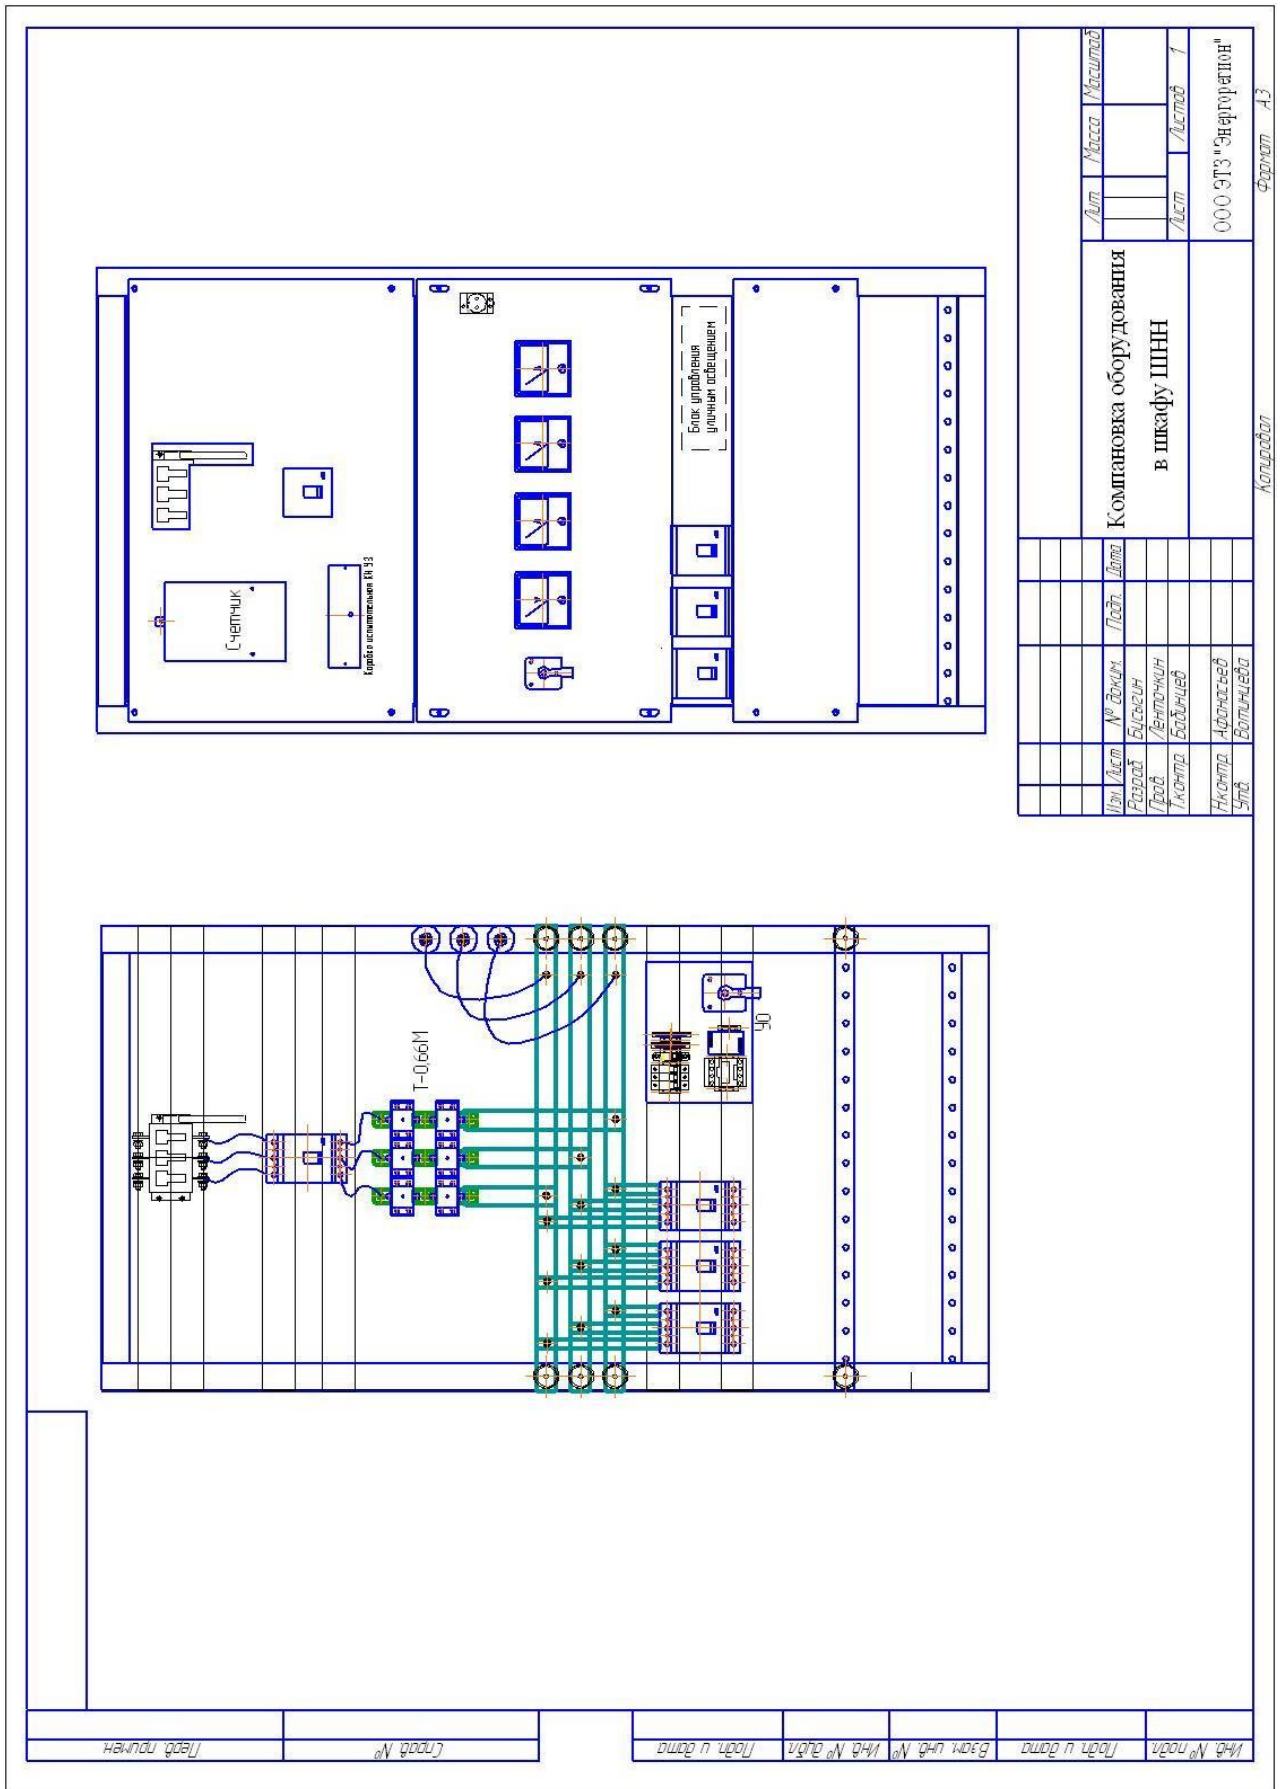 Счетчик
Коробка испытательная КИ У3
Блок управления
уличным освещением
Т-0,66М
УО
Перв. примен.
Справ. №
Подп. и дата
Инв. № дубл.
Взам. инв. №
Подп. и дата
Инв. № подл.
Изм. Лист № докум. Подп. Дата
Разраб. Бусыгин
Пров. Ленточкин
Т.контр. Бабинцев
Н.контр. Афанасьев
Утв. Вотинцева
Компановка оборудования
в шкафу ШНН
Лит. Масса Масштаб
Лист Листов 1
ООО ЭТЗ "Энергорегион"
Копировал Формат А3